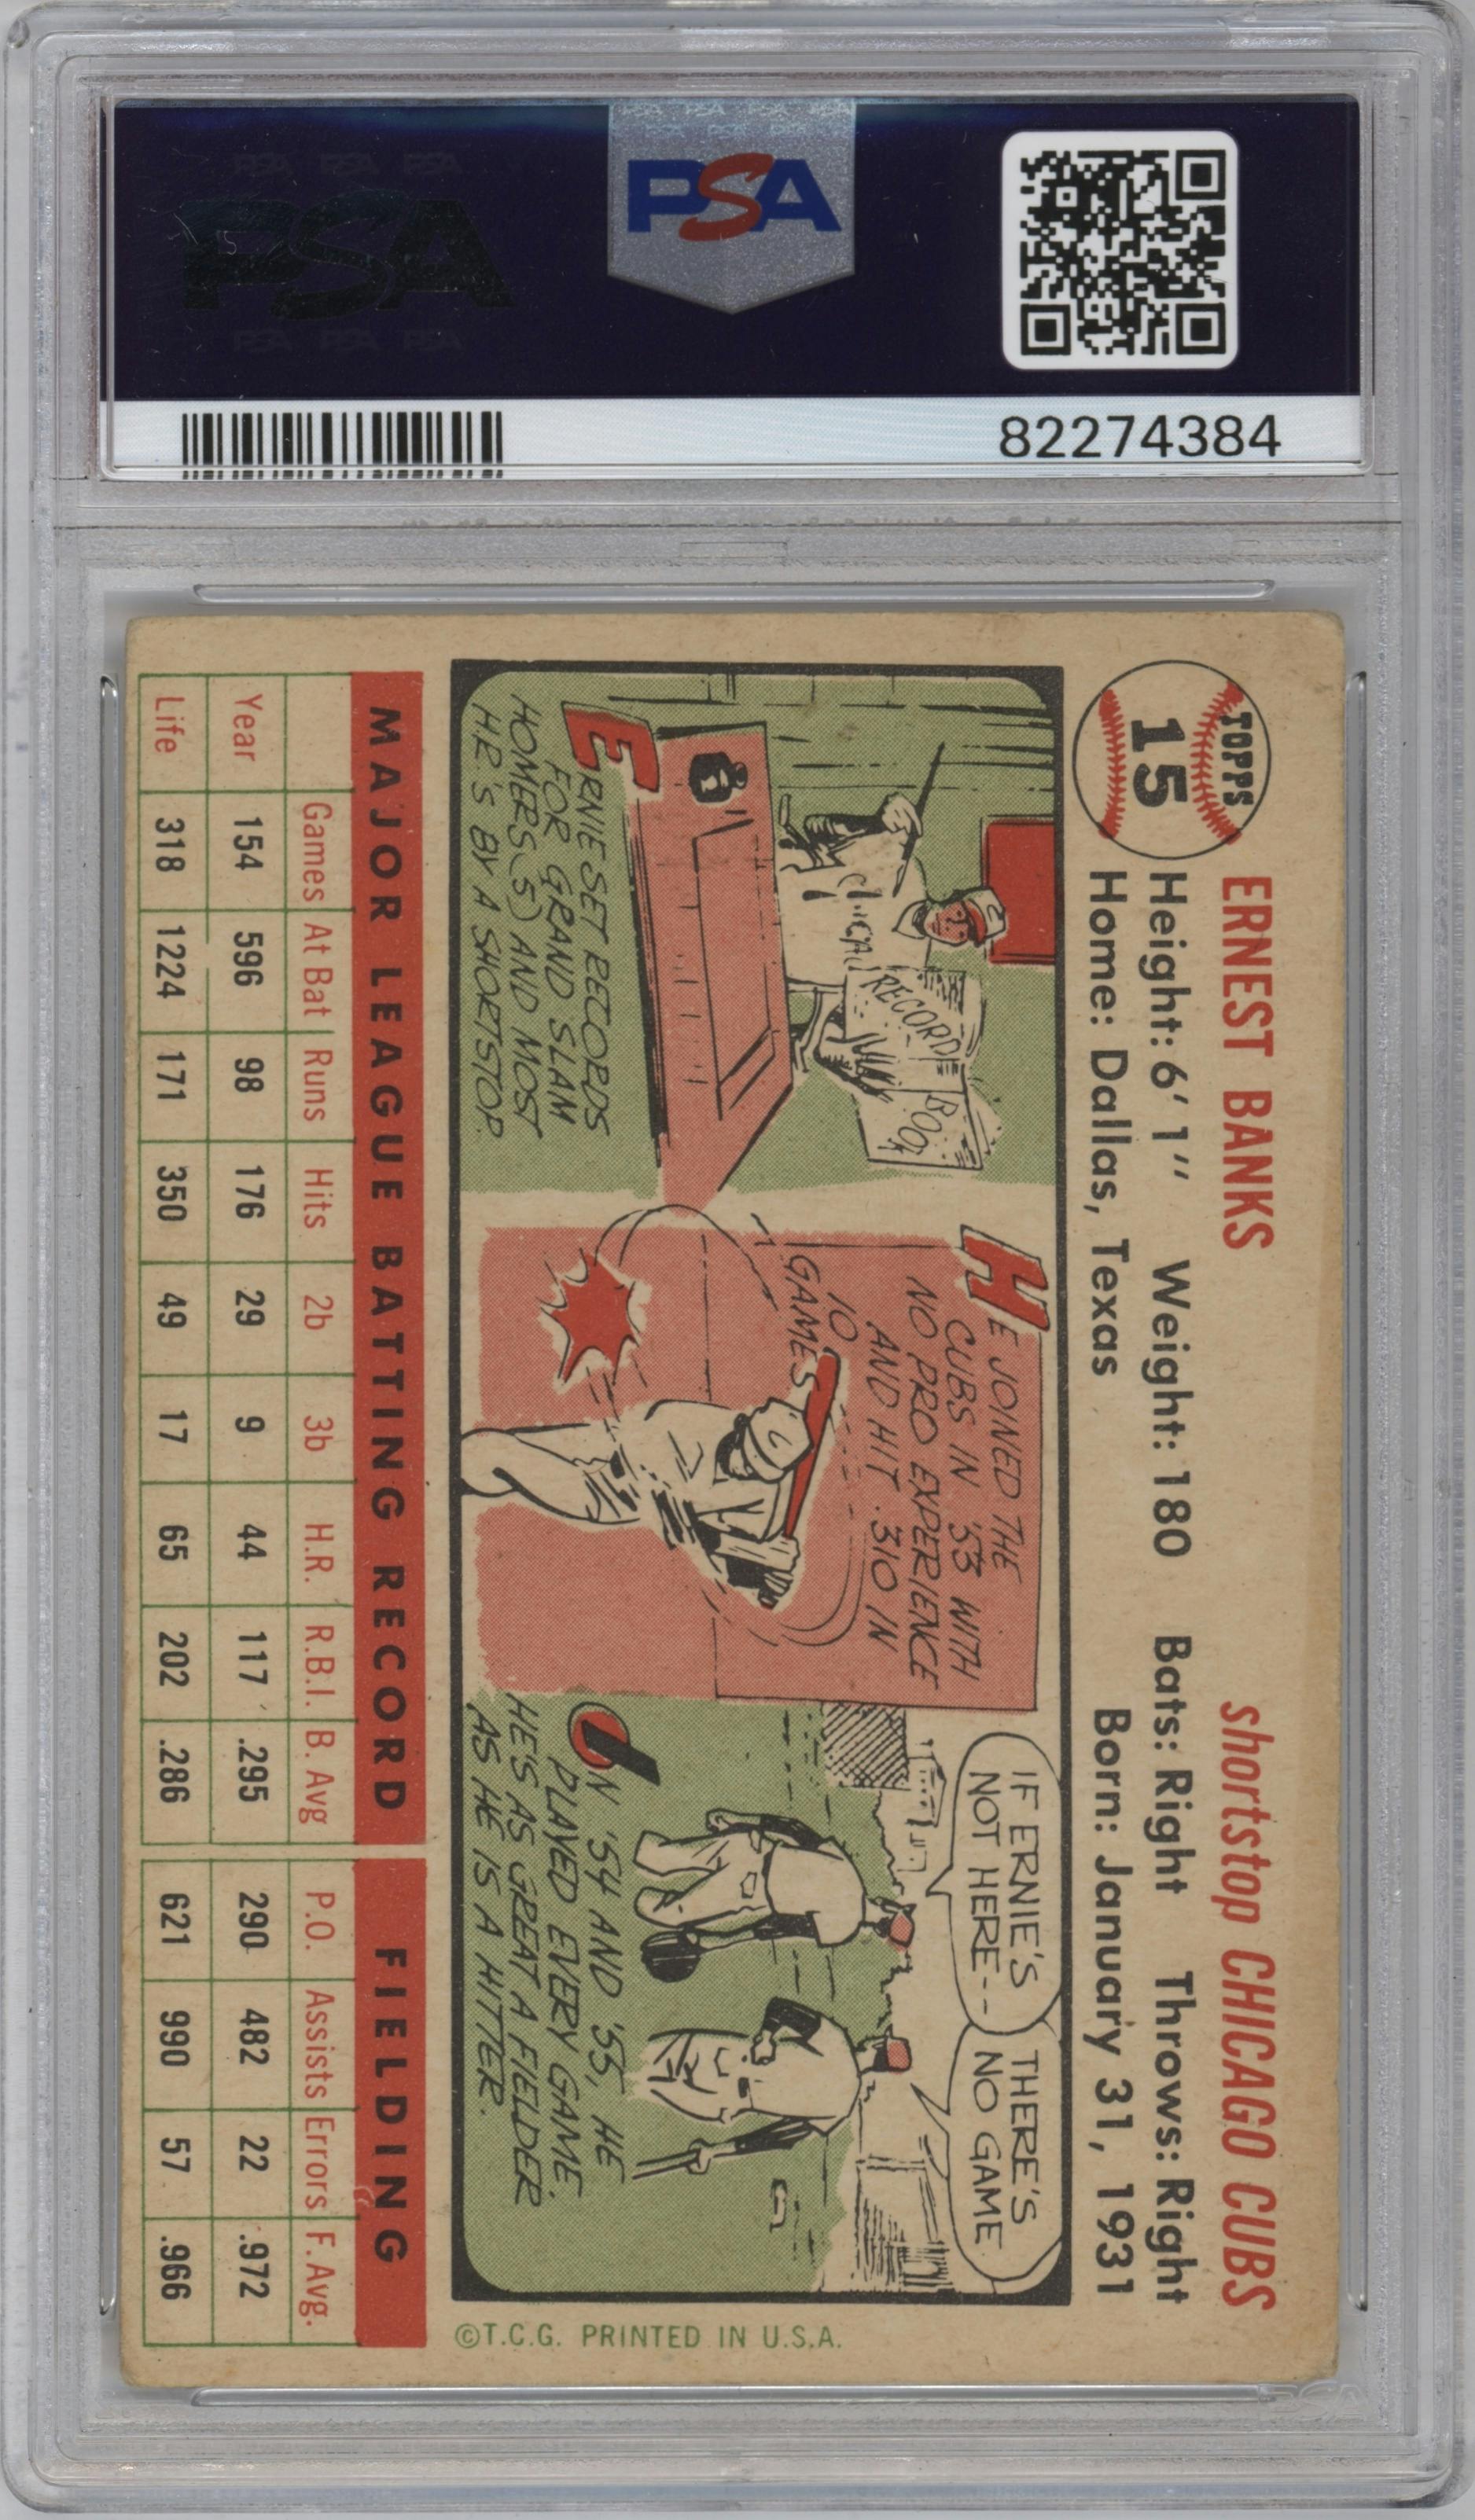 PSA
PSA
82274384
TOPPS
15
ERNEST BANKS shortstop CHICAGO CUBS
Height: 6' 1" Weight: 180 Bats: Right Throws: Right
Home: Dallas, Texas Born: January 31, 1931
CHICA
RECORD BOOK
ERNIE SET RECORDS
FOR GRAND SLAM
HOMERS (5) AND MOST
H.R.'S BY A SHORTSTOP.
HE JOINED THE
CUBS IN '53 WITH
NO PRO EXPERIENCE
AND HIT .310 IN
10
GAMES
IF ERNIE'S
NOT HERE--
THERE'S
NO GAME
ON '54 AND '55, HE
PLAYED EVERY GAME.
HE'S AS GREAT A FIELDER
AS HE IS A HITTER.
MAJOR LEAGUE BATTING RECORD FIELDING
Games At Bat Runs Hits 2b 3b H.R. R.B.I. B. Avg P.O. Assists Errors F. Avg.
Year 154 596 98 176 29 9 44 117 .295 290 482 22 .972
Life 318 1224 171 350 49 17 65 202 .286 621 990 57 .966
©T.C.G. PRINTED IN U.S.A.